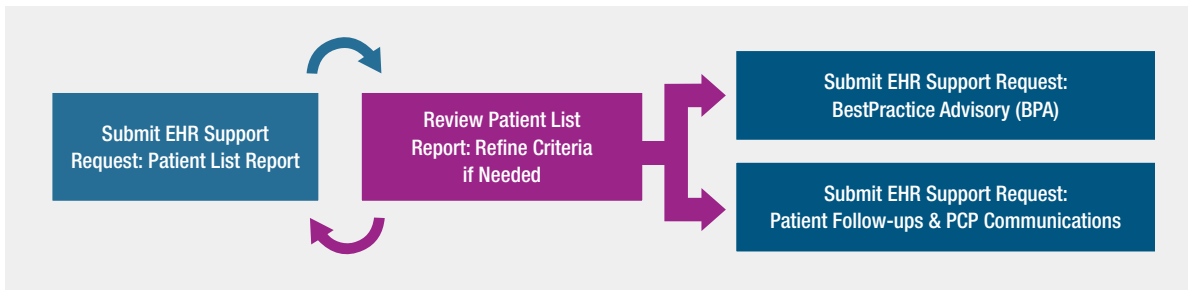 Submit EHR Support
Request: Patient List Report
Review Patient List
Report: Refine Criteria
if Needed
Submit EHR Support Request:
BestPractice Advisory (BPA)
Submit EHR Support Request:
Patient Follow-ups & PCP Communications